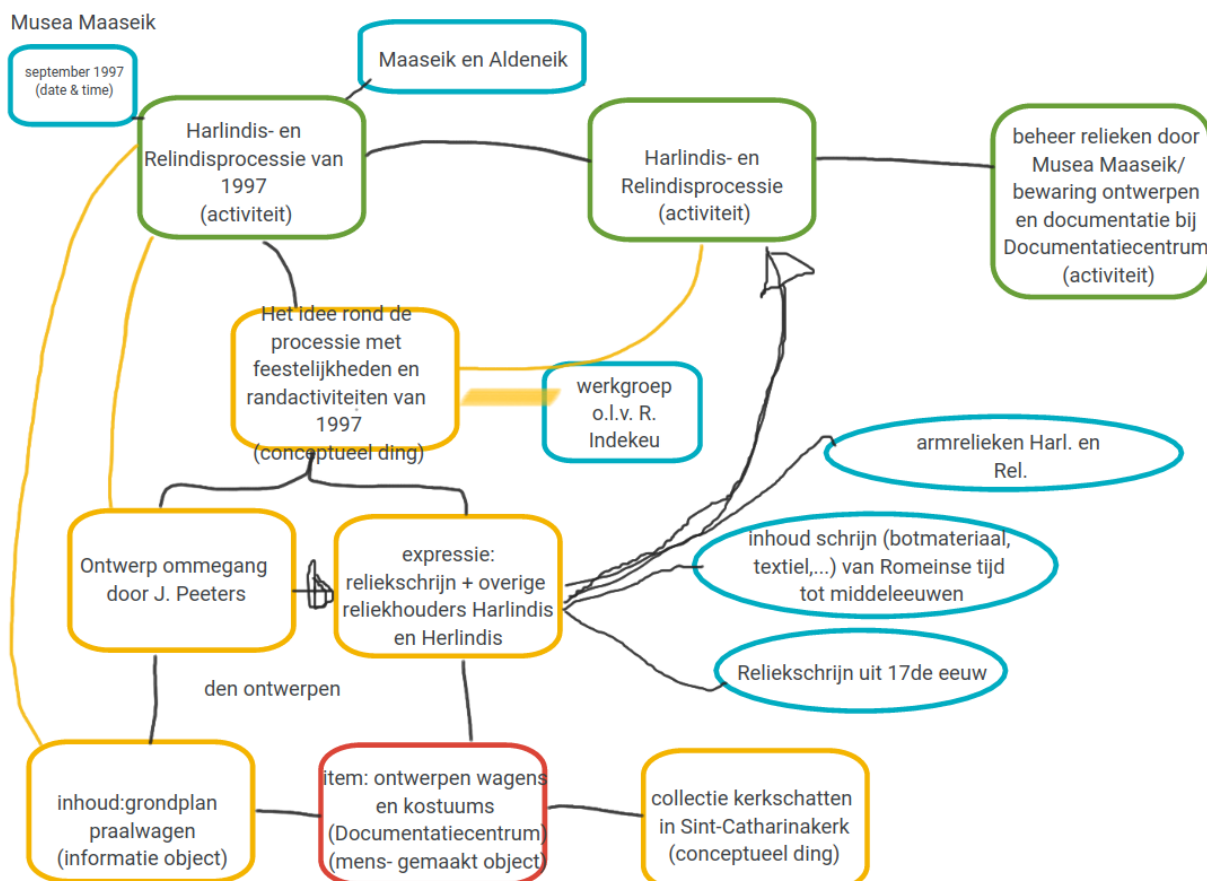 Musea Maaseik
september 1997
(date & time)
Maaseik en Aldeneik
Harlindis- en
Relindisprocessie van
1997
(activiteit)
Harlindis- en
Relindisprocessie
(activiteit)
beheer relieken door
Musea Maaseik/
bewaring ontwerpen
en documentatie bij
Documentatiecentrum
(activiteit)
Het idee rond de
processie met
feestelijkheden en
randactiviteiten van
1997
(conceptueel ding)
werkgroep
o.l.v. R.
Indekeu
armrelieken Harl. en
Rel.
Ontwerp ommegang
door J. Peeters
expressie:
reliekschrijn + overige
reliekhouders Harlindis
en Herlindis
inhoud schrijn (botmateriaal,
textiel,...) van Romeinse tijd
tot middeleeuwen
Reliekschrijn uit 17de eeuw
den ontwerpen
inhoud:grondplan
praalwagen
(informatie object)
item: ontwerpen wagens
en kostuums
(Documentatiecentrum)
(mens- gemaakt object)
collectie kerkschatten
in Sint-Catharinakerk
(conceptueel ding)